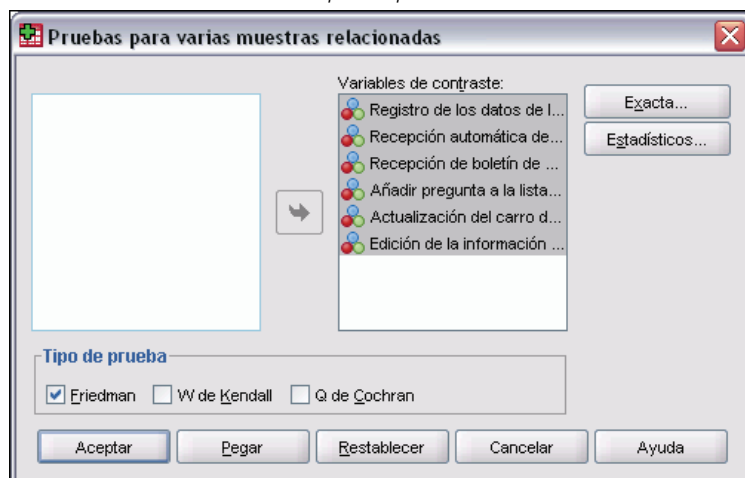 Pruebas para varias muestras relacionadas
Variables de contraste:
Registro de los datos de l...
Recepción automática de...
Recepción de boletín de ...
Añadir pregunta a la lista...
Actualización del carro d...
Edición de la información ...
Exacta...
Estadísticos...
Tipo de prueba
Friedman
W de Kendall
Q de Cochran
Aceptar
Pegar
Restablecer
Cancelar
Ayuda